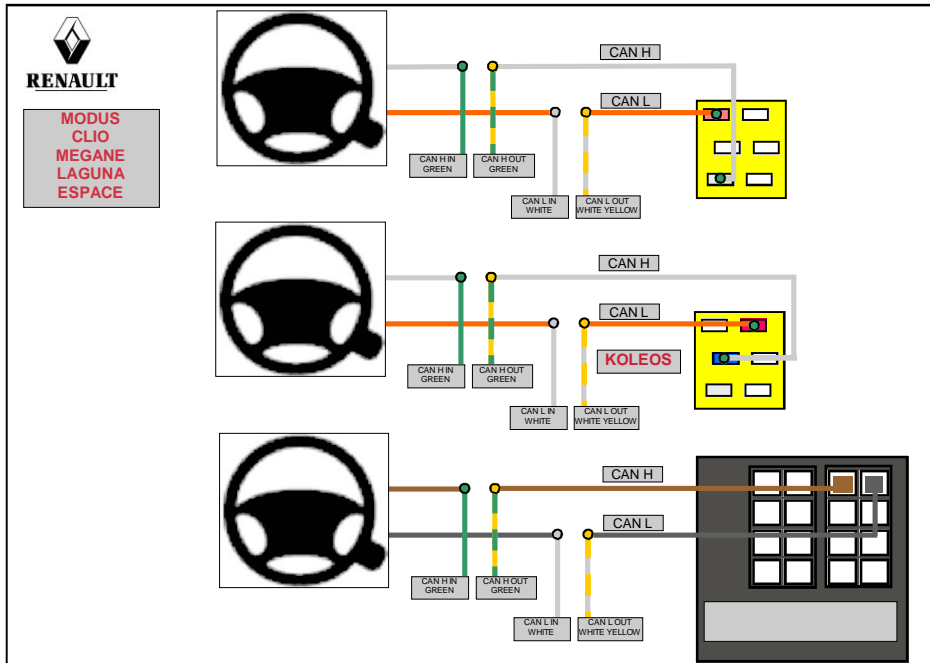 RENAULT
MODUS
CLIO
MEGANE
LAGUNA
ESPACE
CAN H
CAN L
CAN H IN
GREEN
CAN H OUT
GREEN
CAN L IN
WHITE
CAN L OUT
WHITE YELLOW
CAN H
CAN L
KOLEOS
CAN H IN
GREEN
CAN H OUT
GREEN
CAN L IN
WHITE
CAN L OUT
WHITE YELLOW
CAN H
CAN L
CAN H IN
GREEN
CAN H OUT
GREEN
CAN L IN
WHITE
CAN L OUT
WHITE YELLOW